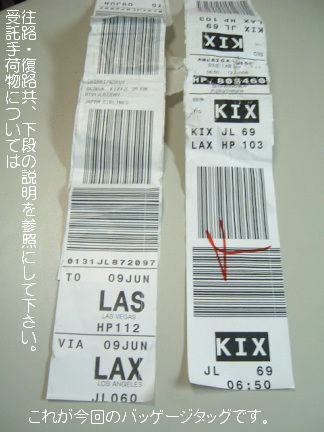 往路・復路共、下段の説明を参照にして下さい。
受託手荷物については
KIX
KIX JL 69
LAX HP 103
KIX
JL 69
06:50
0131JL872097
TO 09JUN
LAS
LAS VEGAS
HP112
VIA 09JUN
LAX
LOS ANGELES
JL060
これが今回のバッゲージタッグです。